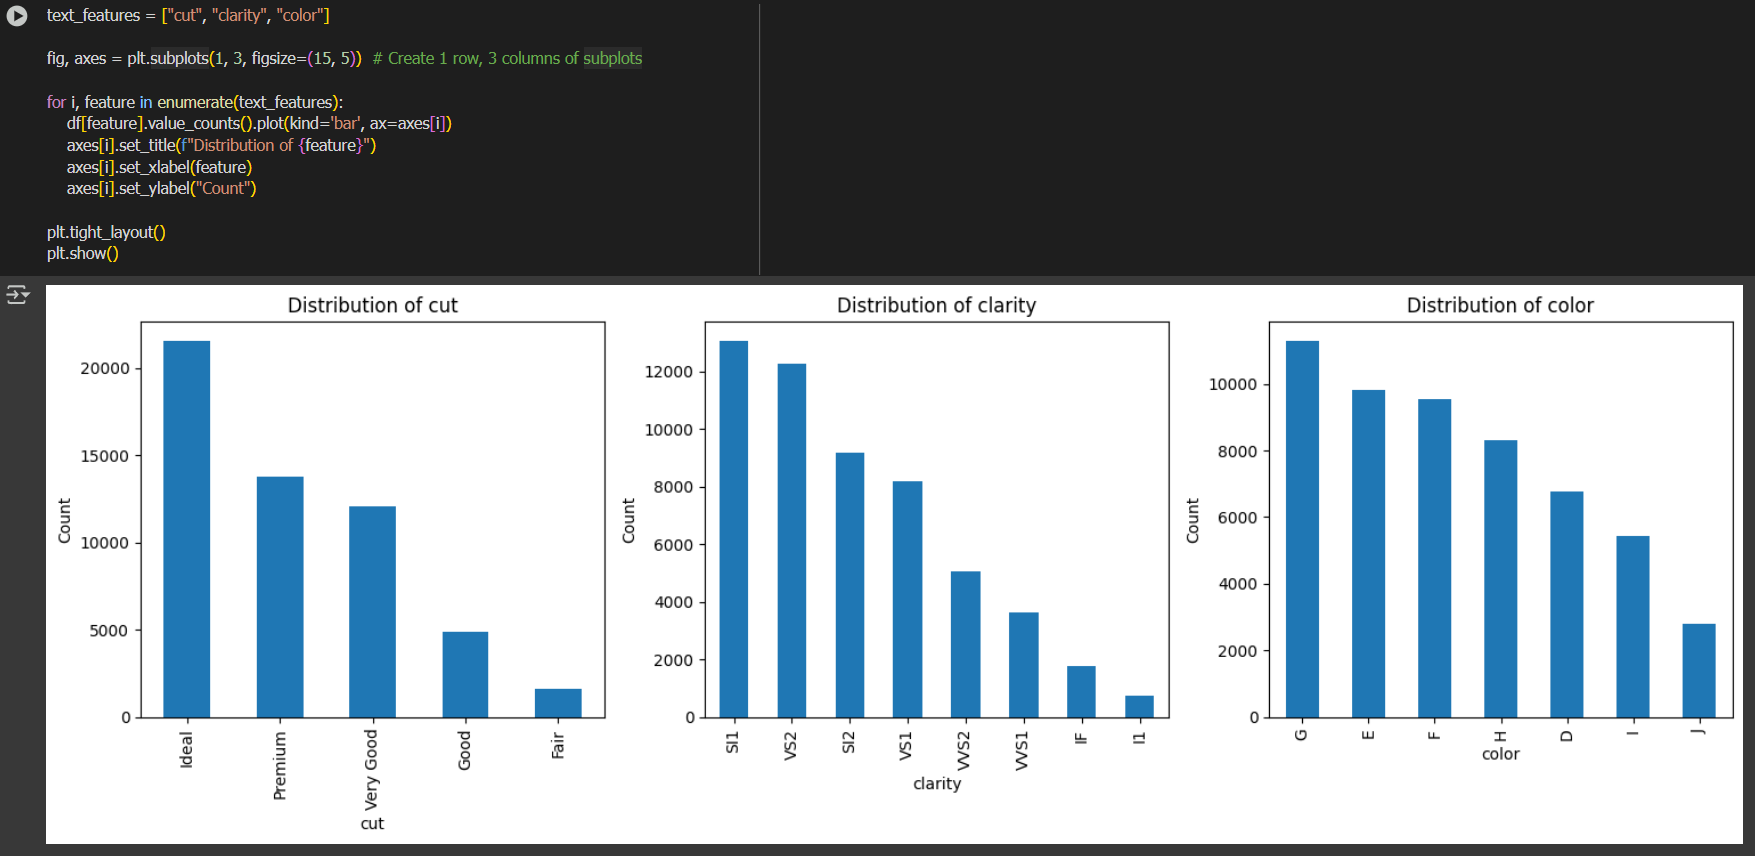 text_features = ["cut", "clarity", "color"]
fig, axes = plt.subplots(1, 3, figsize=(15, 5))  # Create 1 row, 3 columns of subplots
for i, feature in enumerate(text_features):
    df[feature].value_counts().plot(kind='bar', ax=axes[i])
    axes[i].set_title(f"Distribution of {feature}")
    axes[i].set_xlabel(feature)
    axes[i].set_ylabel("Count")
plt.tight_layout()
plt.show()
Distribution of cut
20000
15000
10000
5000
0
Count
Ideal
Premium
Very Good
Good
Fair
cut
Distribution of clarity
12000
10000
8000
6000
4000
2000
0
Count
SI1
VS2
SI2
VS1
VVS2
VVS1
IF
I1
clarity
Distribution of color
10000
8000
6000
4000
2000
0
Count
G
E
F
H
D
I
J
color